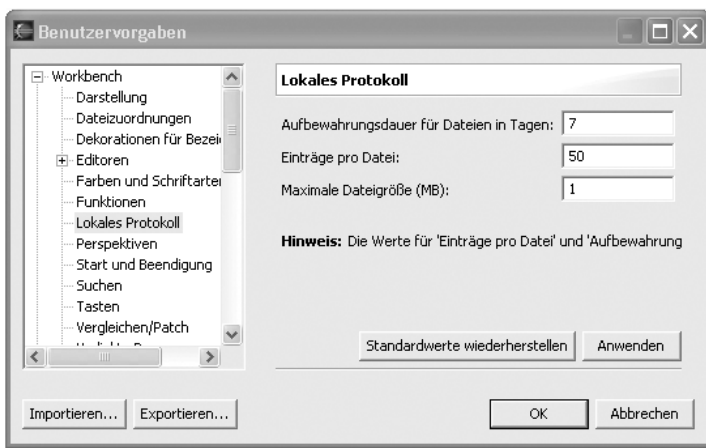 Benutzervorgaben
Workbench
Darstellung
Dateizuordnungen
Dekorationen für Bezei
Editoren
Farben und Schriftarten
Funktionen
Lokales Protokoll
Perspektiven
Start und Beendigung
Suchen
Tasten
Vergleichen/Patch
Lokales Protokoll
Aufbewahrungsdauer für Dateien in Tagen: 7
Einträge pro Datei: 50
Maximale Dateigröße (MB): 1
Hinweis: Die Werte für 'Einträge pro Datei' und 'Aufbewahrung
Standardwerte wiederherstellen Anwenden
Importieren... Exportieren... OK Abbrechen